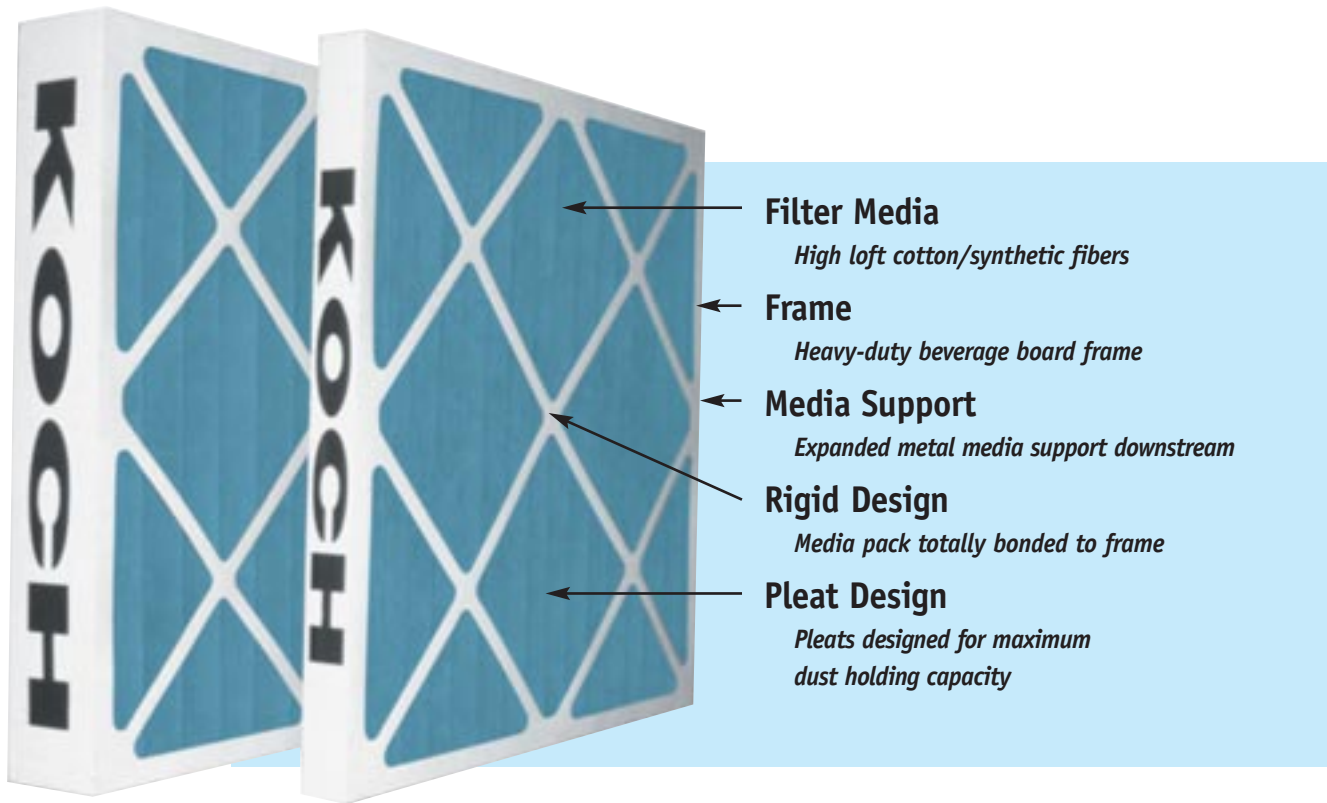 KOCH
KOCH
Filter Media
High loft cotton/synthetic fibers
Frame
Heavy-duty beverage board frame
Media Support
Expanded metal media support downstream
Rigid Design
Media pack totally bonded to frame
Pleat Design
Pleats designed for maximum
dust holding capacity